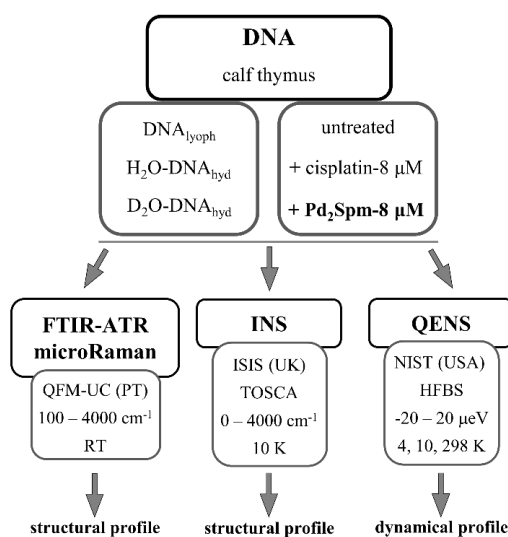 DNA
calf thymus
DNAlyoph
H2O-DNAhyd
D2O-DNAhyd
untreated
+ cisplatin-8 μM
+ Pd2Spm-8 μM
FTIR-ATR
microRaman
QFM-UC (PT)
100 – 4000 cm-1
RT
structural profile
INS
ISIS (UK)
TOSCA
0 – 4000 cm-1
10 K
structural profile
QENS
NIST (USA)
HFBS
-20 – 20 μeV
4, 10, 298 K
dynamical profile